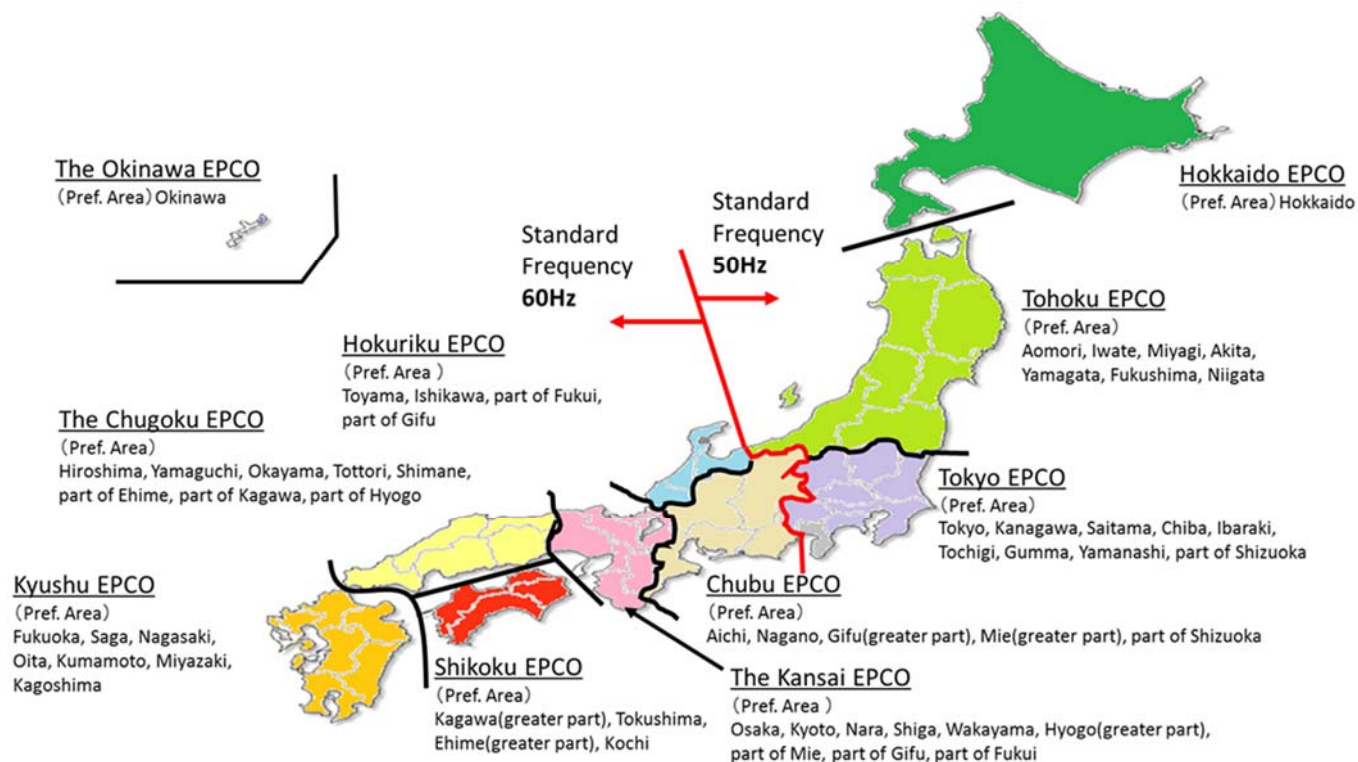 The Okinawa EPCO
(Pref. Area) Okinawa
Hokkaido EPCO
(Pref. Area) Hokkaido
Standard
Frequency
50Hz
Standard
Frequency
60Hz
Tohoku EPCO
(Pref. Area)
Aomori, Iwate, Miyagi, Akita,
Yamagata, Fukushima, Niigata
Hokuriku EPCO
(Pref. Area )
Toyama, Ishikawa, part of Fukui,
part of Gifu
The Chugoku EPCO
(Pref. Area)
Hiroshima, Yamaguchi, Okayama, Tottori, Shimane,
part of Ehime, part of Kagawa, part of Hyogo
Tokyo EPCO
(Pref. Area)
Tokyo, Kanagawa, Saitama, Chiba, Ibaraki,
Tochigi, Gumma, Yamanashi, part of Shizuoka
Kyushu EPCO
(Pref. Area)
Fukuoka, Saga, Nagasaki,
Oita, Kumamoto, Miyazaki,
Kagoshima
Chubu EPCO
(Pref. Area)
Aichi, Nagano, Gifu(greater part), Mie(greater part), part of Shizuoka
Shikoku EPCO
(Pref. Area)
Kagawa(greater part), Tokushima,
Ehime(greater part), Kochi
The Kansai EPCO
(Pref. Area )
Osaka, Kyoto, Nara, Shiga, Wakayama, Hyogo(greater part),
part of Mie, part of Gifu, part of Fukui